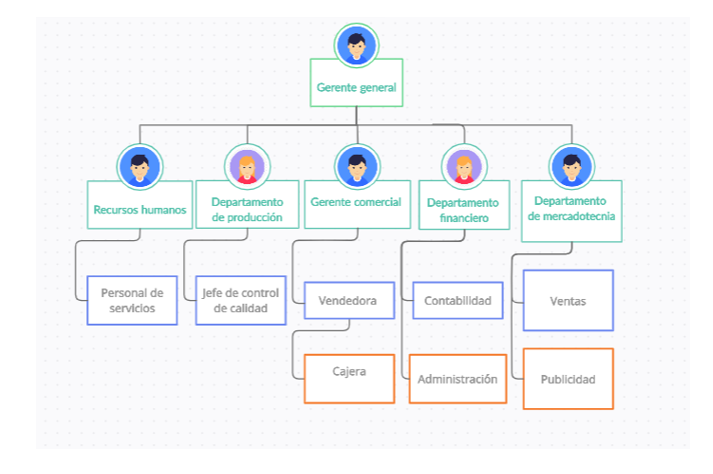 Gerente general
Recursos humanos
Departamento
de producción
Gerente comercial
Departamento
financiero
Departamento
de mercadotecnia
Personal de
servicios
Jefe de control
de calidad
Vendedora
Contabilidad
Ventas
Cajera
Administración
Publicidad